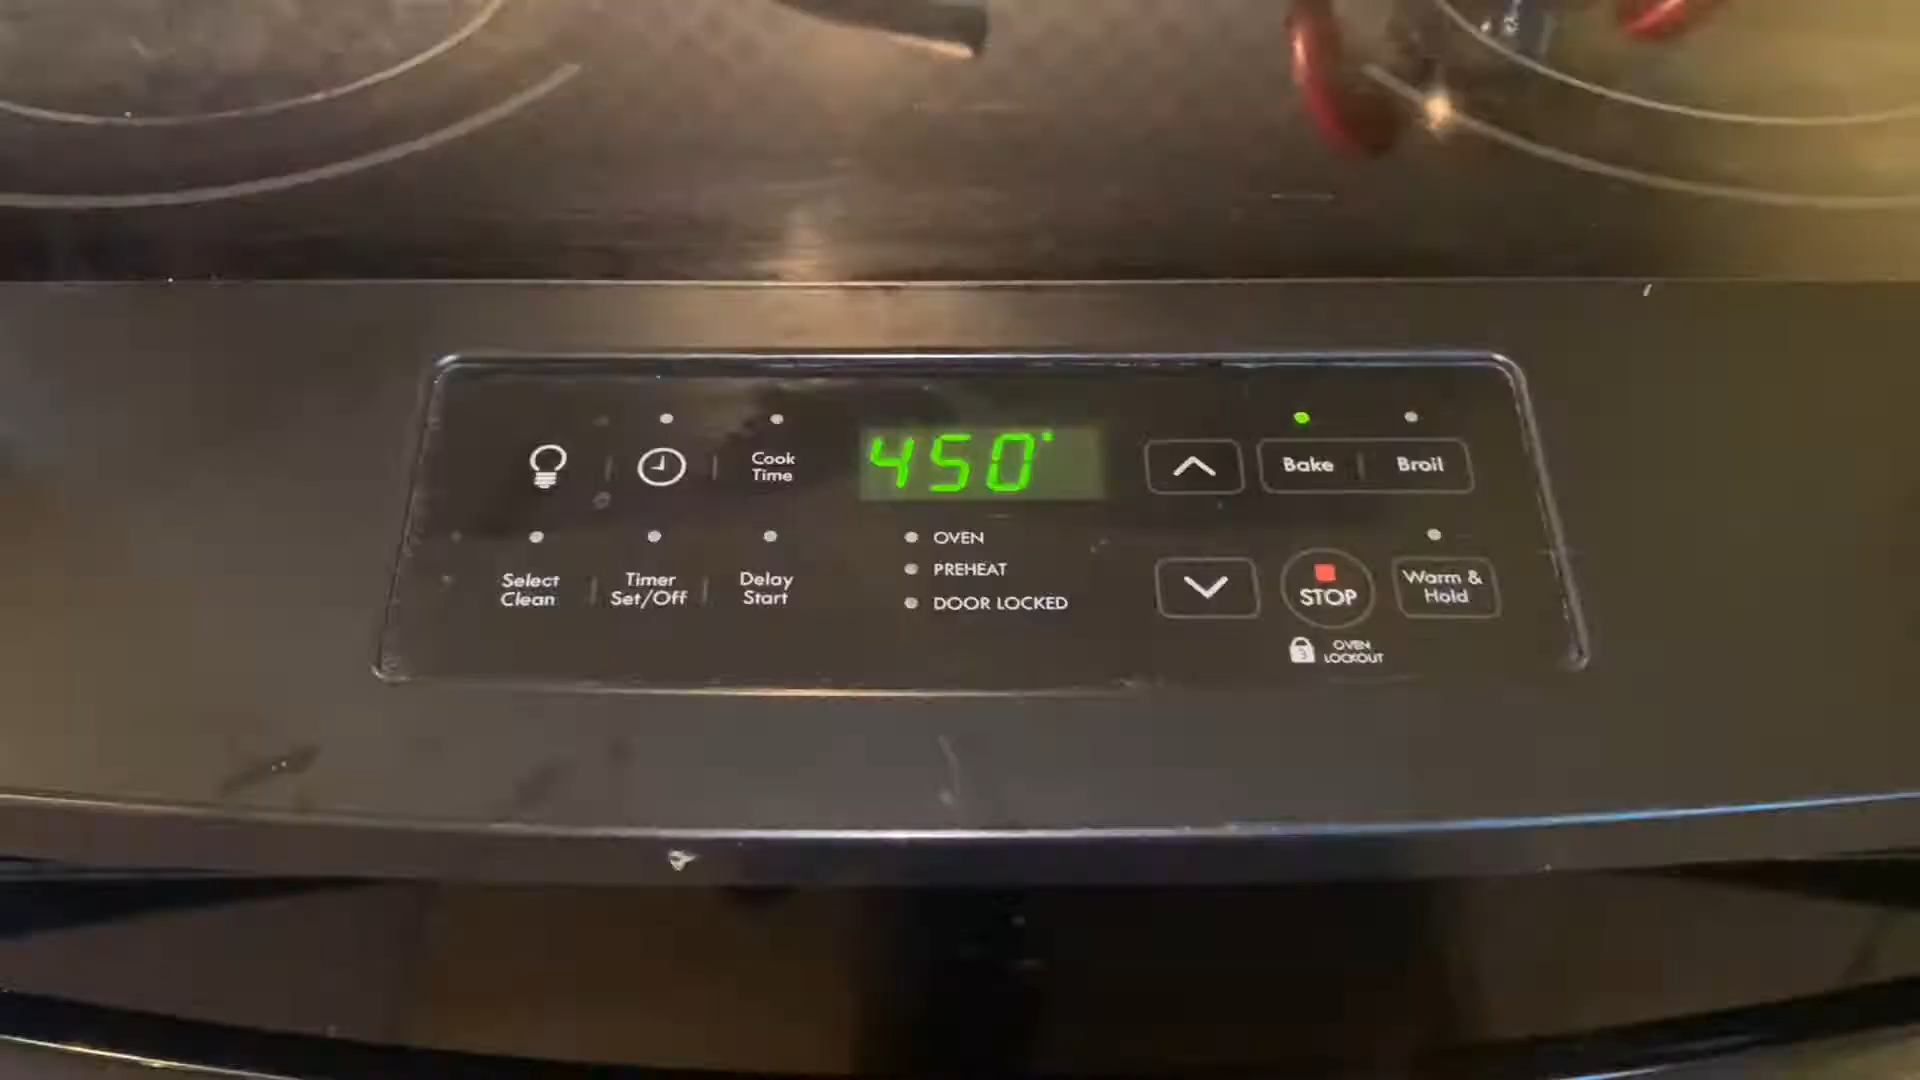 Cook
Time
450°
Bake
Broil
Select
Clean
Timer
Set/Off
Delay
Start
OVEN
PREHEAT
DOOR LOCKED
STOP
Warm &
Hold
3
OVEN
LOCKOUT